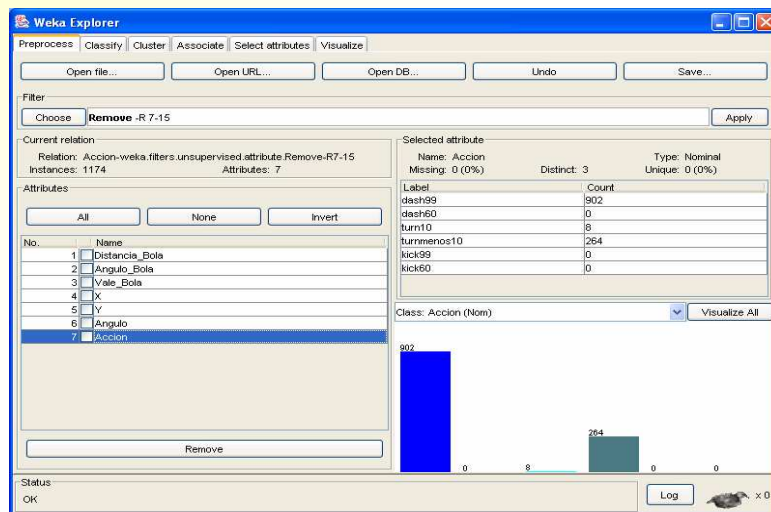 Weka Explorer
Preprocess Classify Cluster Associate Select attributes Visualize
Open file... Open URL... Open DB... Undo Save...
Filter
Choose Remove -R 7-15 Apply
Current relation
Relation: Accion-weka.filters.unsupervised.attribute.Remove-R7-15
Instances: 1174 Attributes: 7
Attributes
All None Invert
No. Name
1 Distancia_Bola
2 Angulo_Bola
3 Vale_Bola
4 X
5 Y
6 Angulo
7 Accion
Remove
Selected attribute
Name: Accion Type: Nominal
Missing: 0 (0%) Distinct: 3 Unique: 0 (0%)
Label Count
dash99 902
dash60 0
turn10 8
turnmenos10 264
kick99 0
kick60 0
Class: Accion (Nom) Visualize All
902
0
8
264
0
0
Status
OK
Log
x 0